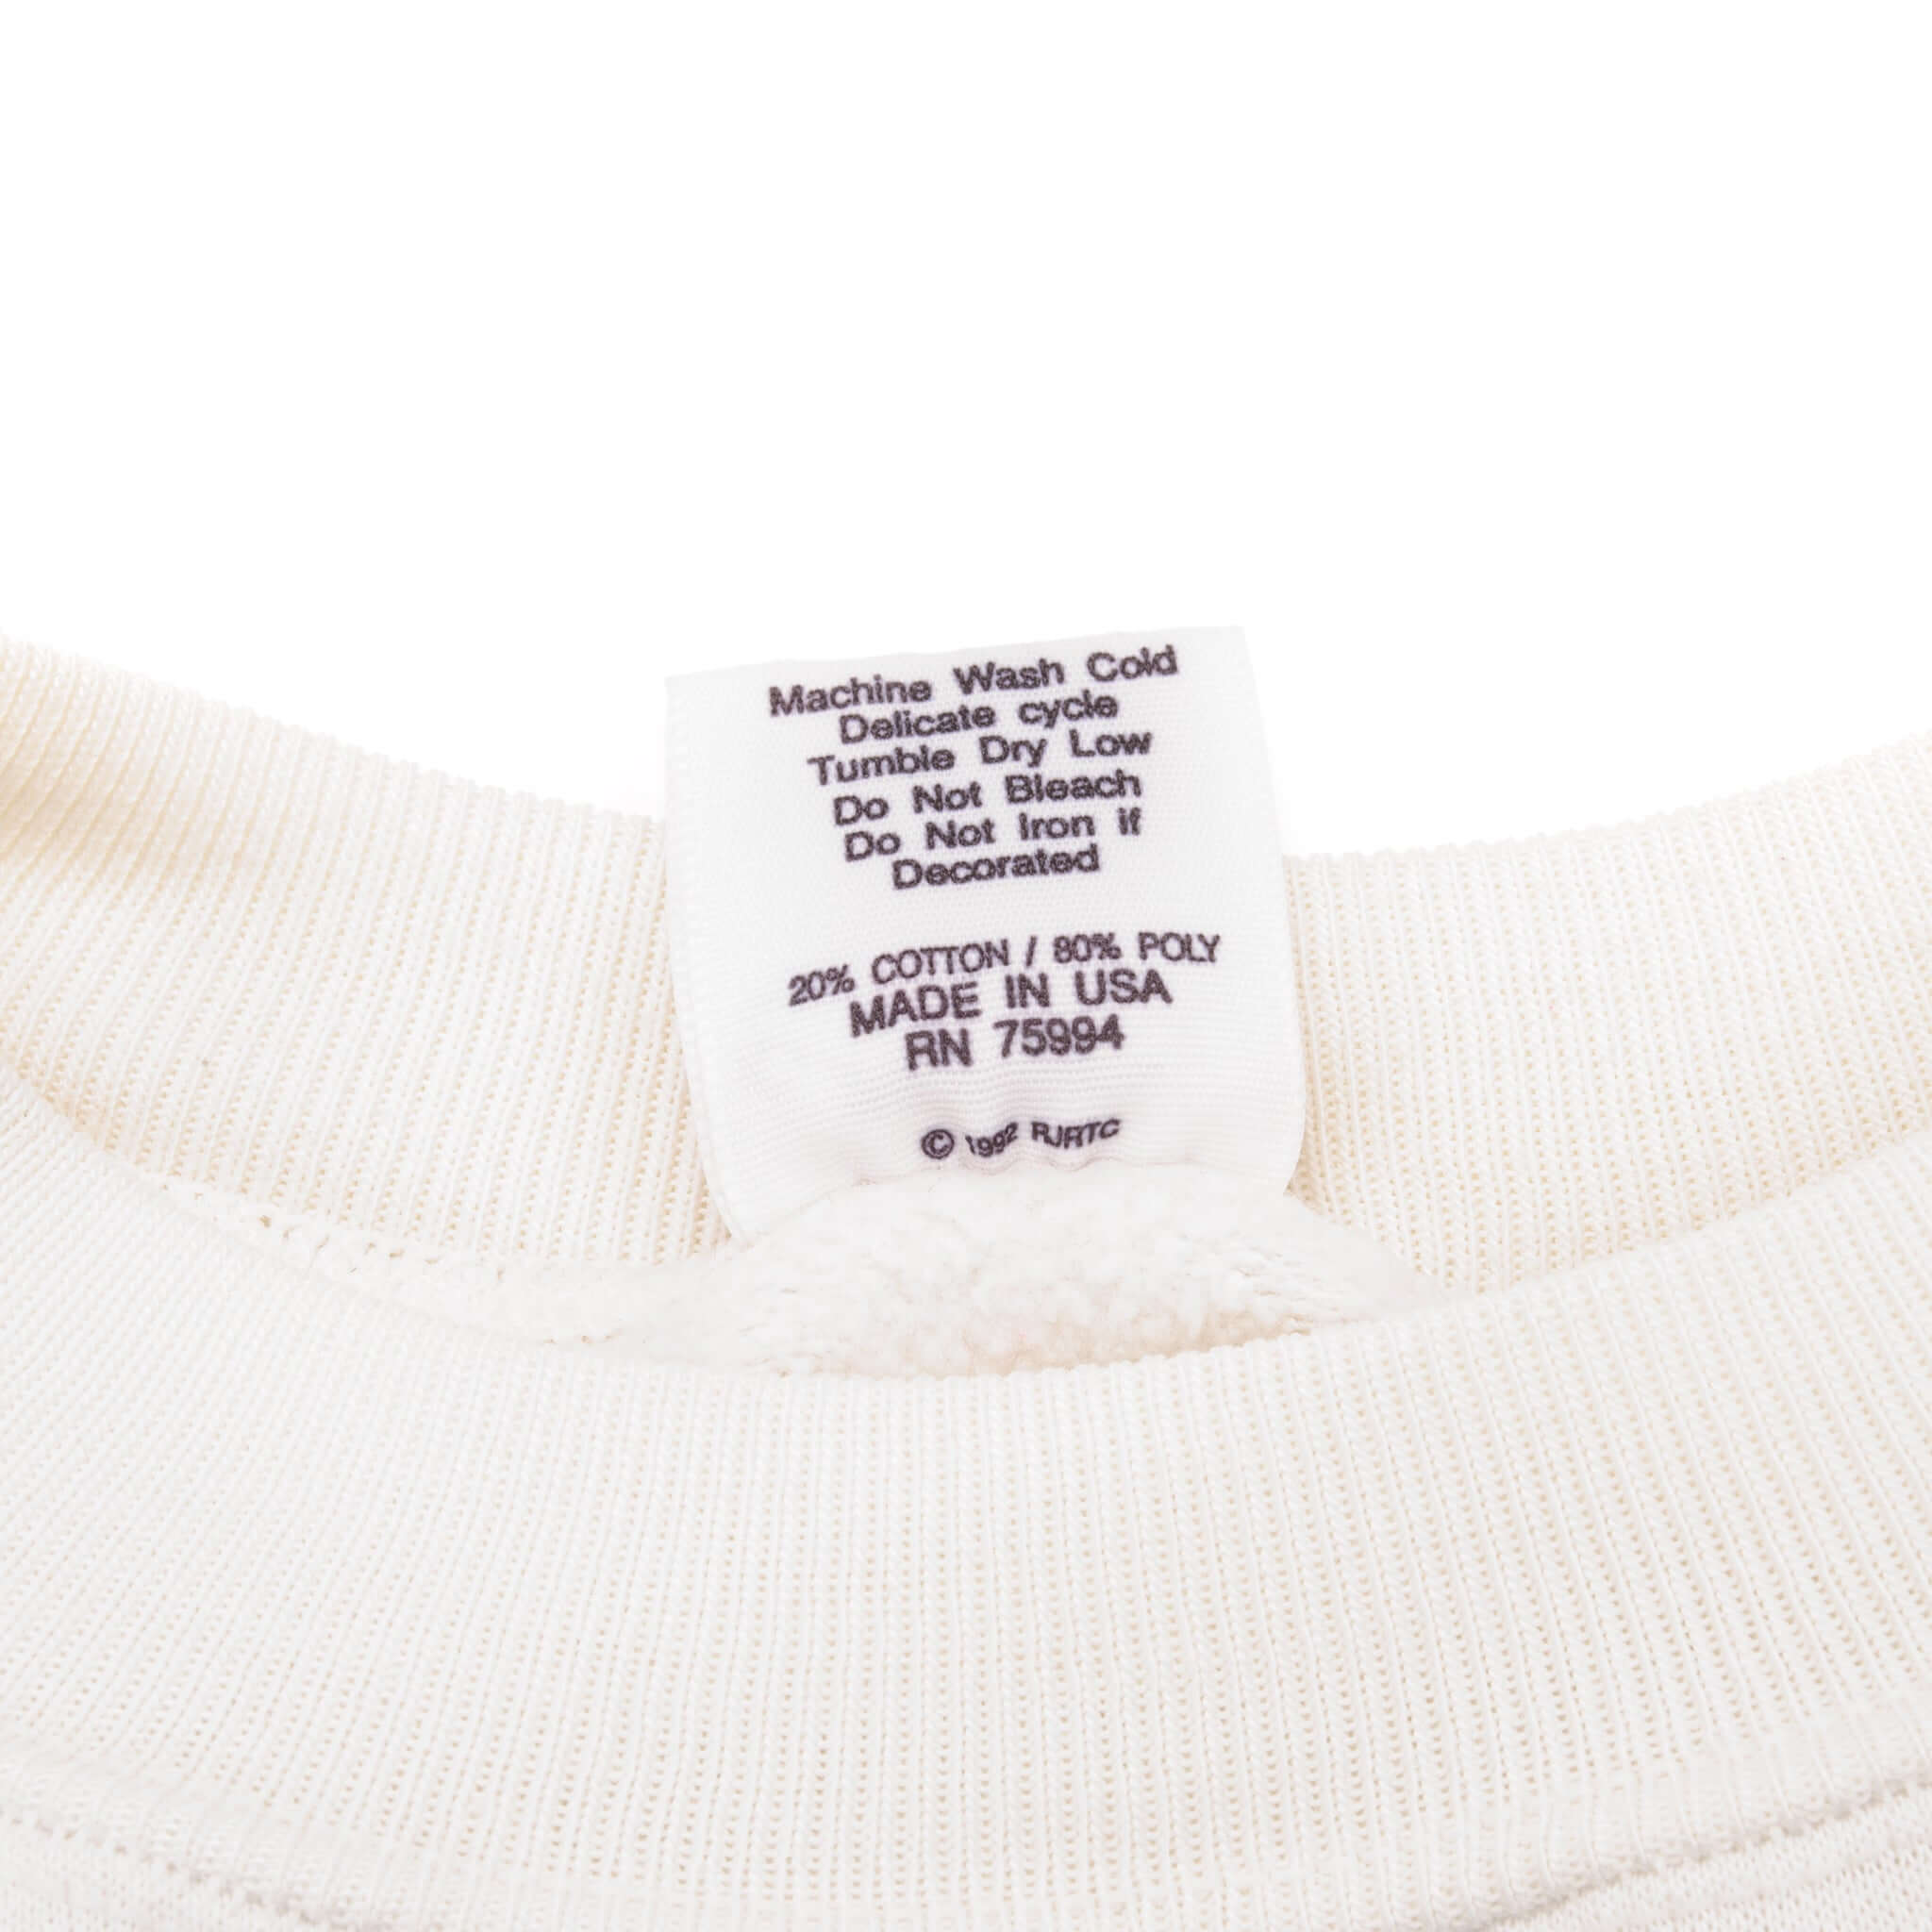 Machine Wash Cold
Delicate cycle
Tumble Dry Low
Do Not Bleach
Do Not Iron if
Decorated
20% COTTON / 80% POLY
MADE IN USA
RN 75994
© 1992 RJRTC